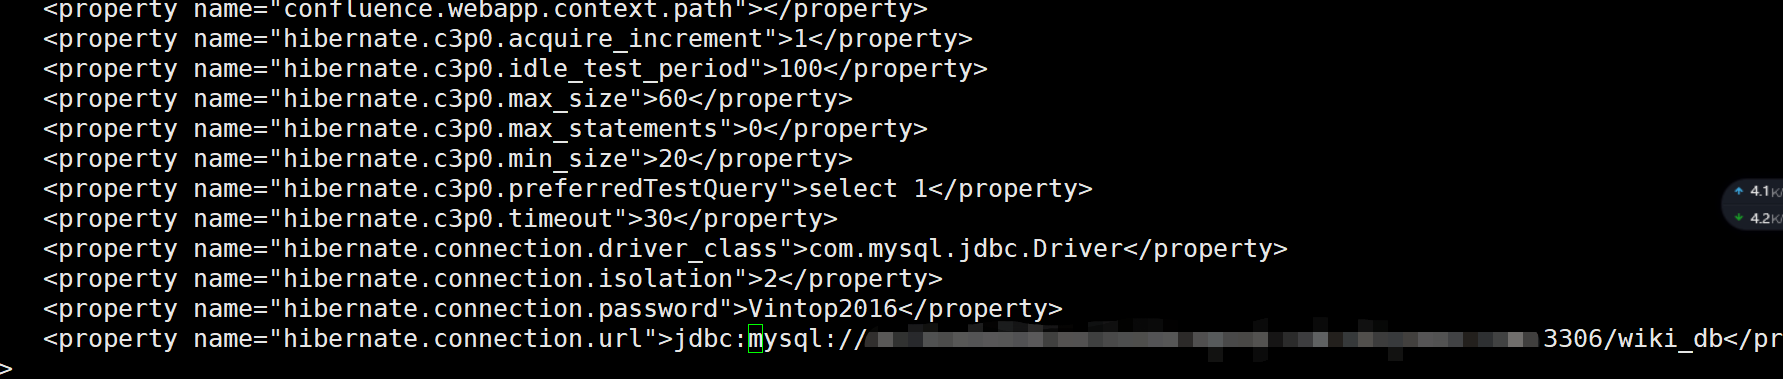 <property name="confluence.webapp.context.path"></property>
<property name="hibernate.c3p0.acquire_increment">1</property>
<property name="hibernate.c3p0.idle_test_period">100</property>
<property name="hibernate.c3p0.max_size">60</property>
<property name="hibernate.c3p0.max_statements">0</property>
<property name="hibernate.c3p0.min_size">20</property>
<property name="hibernate.c3p0.preferredTestQuery">select 1</property>
<property name="hibernate.c3p0.timeout">30</property>
<property name="hibernate.connection.driver_class">com.mysql.jdbc.Driver</property>
<property name="hibernate.connection.isolation">2</property>
<property name="hibernate.connection.password">Vintop2016</property>
<property name="hibernate.connection.url">jdbc:mysql:// 3306/wiki_db</pr
>
↑ 4.1K/
↓ 4.2K/